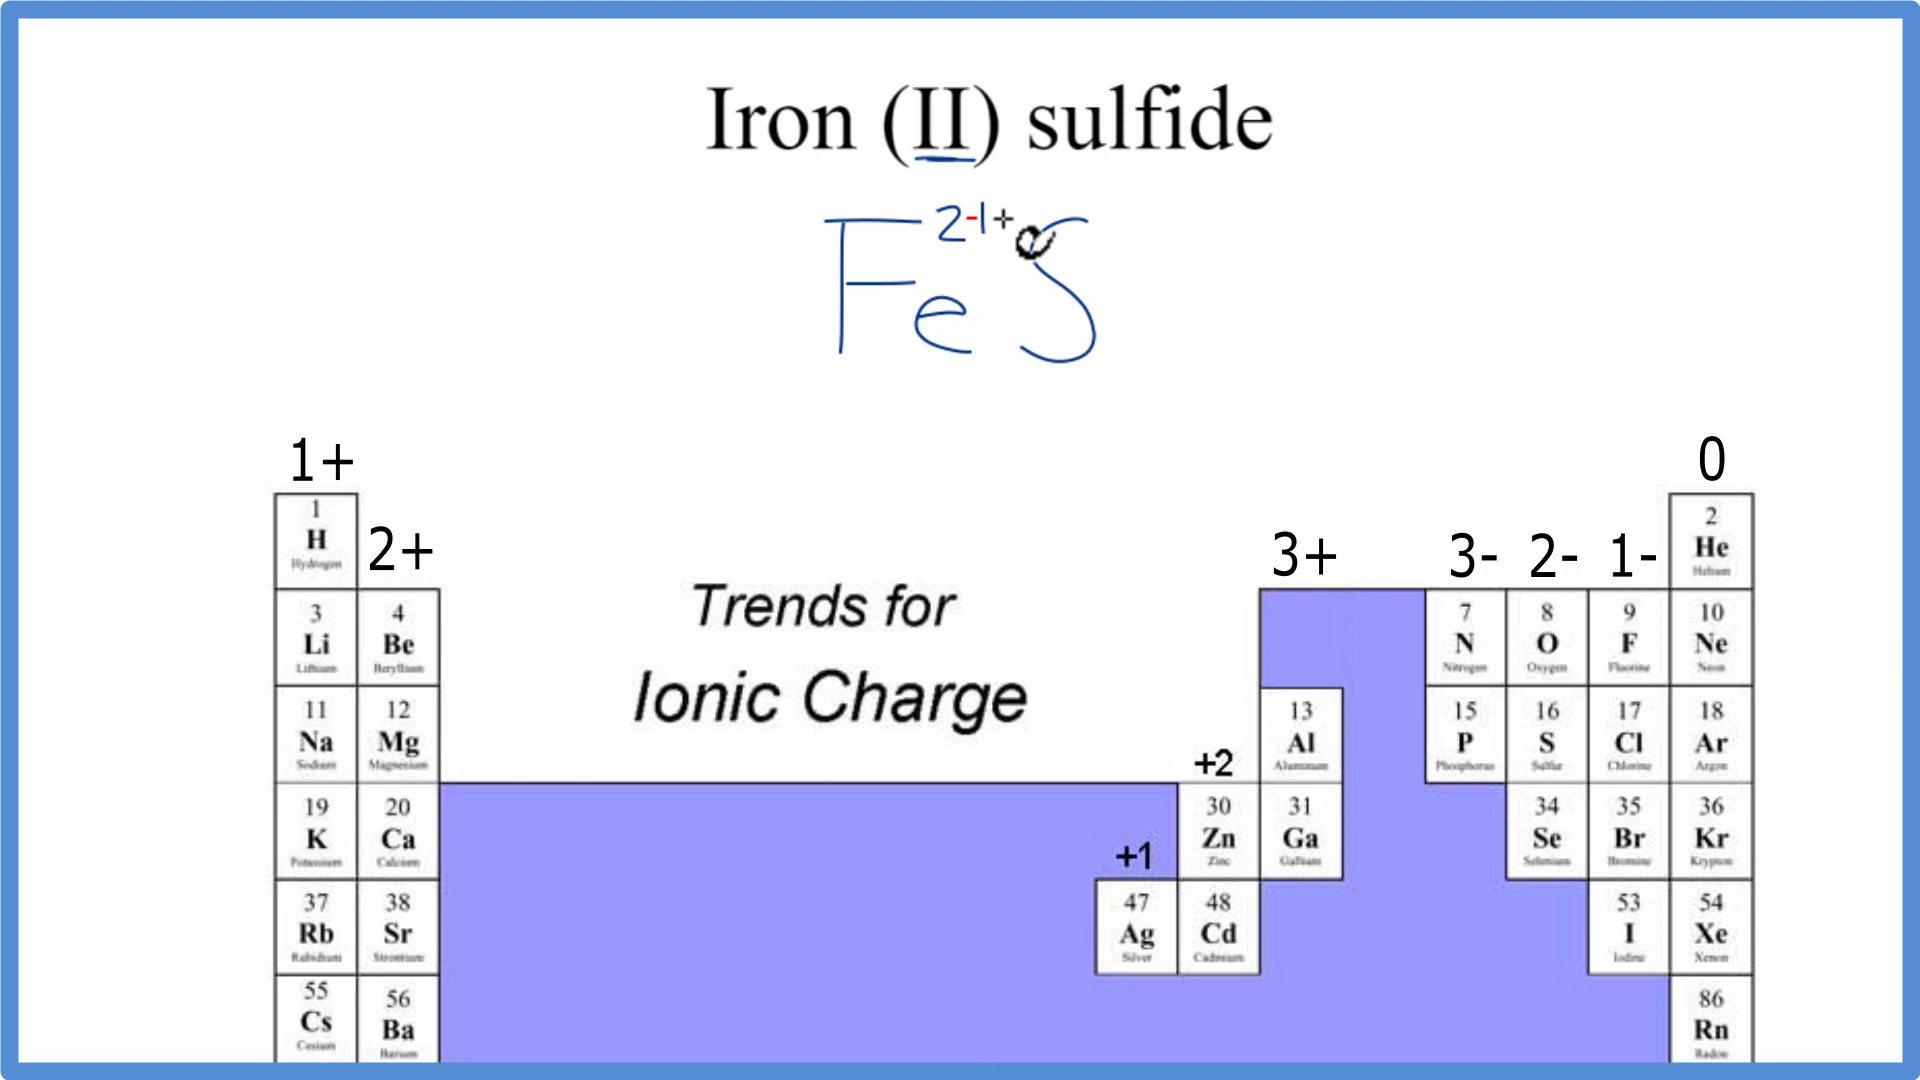 Iron (II) sulfide
Fe²⁻¹⁺S
1+ 0
1 H Hydrogen 2+ 3+ 3- 2- 1- 2 He Helium
Trends for
Ionic Charge
3 Li Lithium 4 Be Beryllium 7 N Nitrogen 8 O Oxygen 9 F Fluorine 10 Ne Neon
11 Na Sodium 12 Mg Magnesium +2 13 Al Aluminum 15 P Phosphorus 16 S Sulfur 17 Cl Chlorine 18 Ar Argon
19 K Potassium 20 Ca Calcium +1 30 Zn Zinc 31 Ga Gallium 34 Se Selenium 35 Br Bromine 36 Kr Krypton
37 Rb Rubidium 38 Sr Strontium 47 Ag Silver 48 Cd Cadmium 53 I Iodine 54 Xe Xenon
55 Cs Cesium 56 Ba Barium 86 Rn Radon